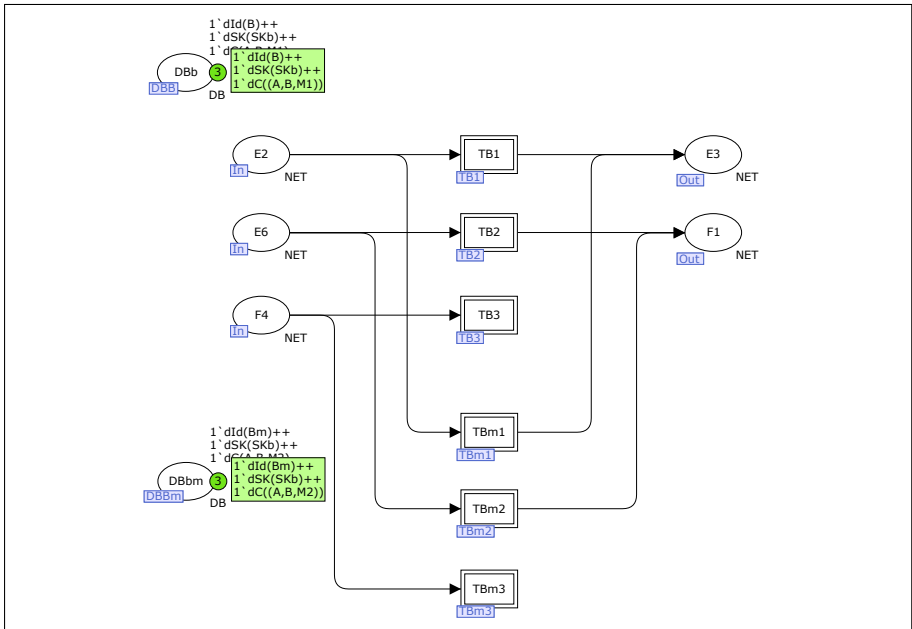 1`dId(B)++
1`dSK(SKb)++
1`dC(A,B,M1)
DBb
3
1`dId(B)++
1`dSK(SKb)++
1`dC((A,B,M1))
DBB
DB
E2
In
NET
TB1
TB1
E3
Out
NET
E6
In
NET
TB2
TB2
F1
Out
NET
F4
In
NET
TB3
TB3
TBm1
TBm1
1`dId(Bm)++
1`dSK(SKb)++
DBbm
3
1`dId(Bm)++
1`dSK(SKb)++
1`dC((A,B,M2))
DBBm
DB
TBm2
TBm2
TBm3
TBm3